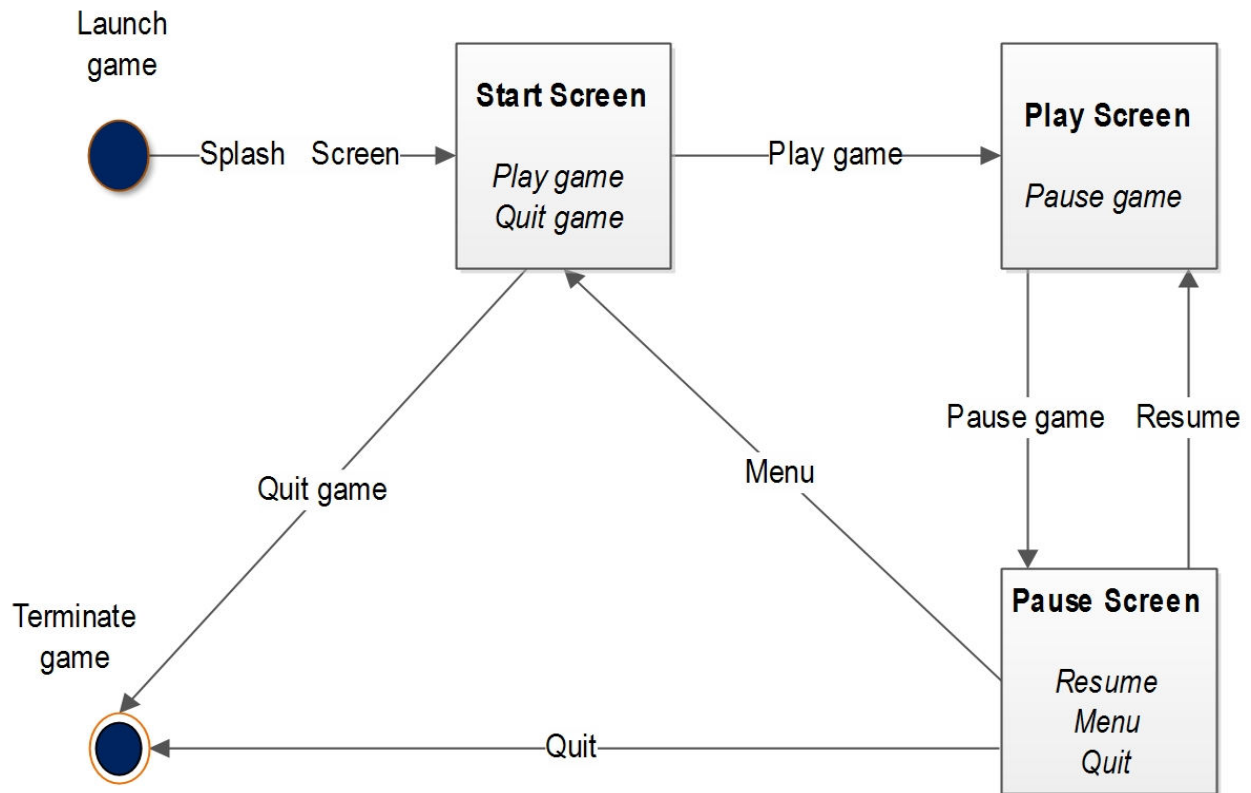 Launch
game
Splash Screen
Start Screen
Play game
Quit game
Play game
Play Screen
Pause game
Pause game
Resume
Menu
Quit game
Terminate
game
Pause Screen
Resume
Menu
Quit
Quit